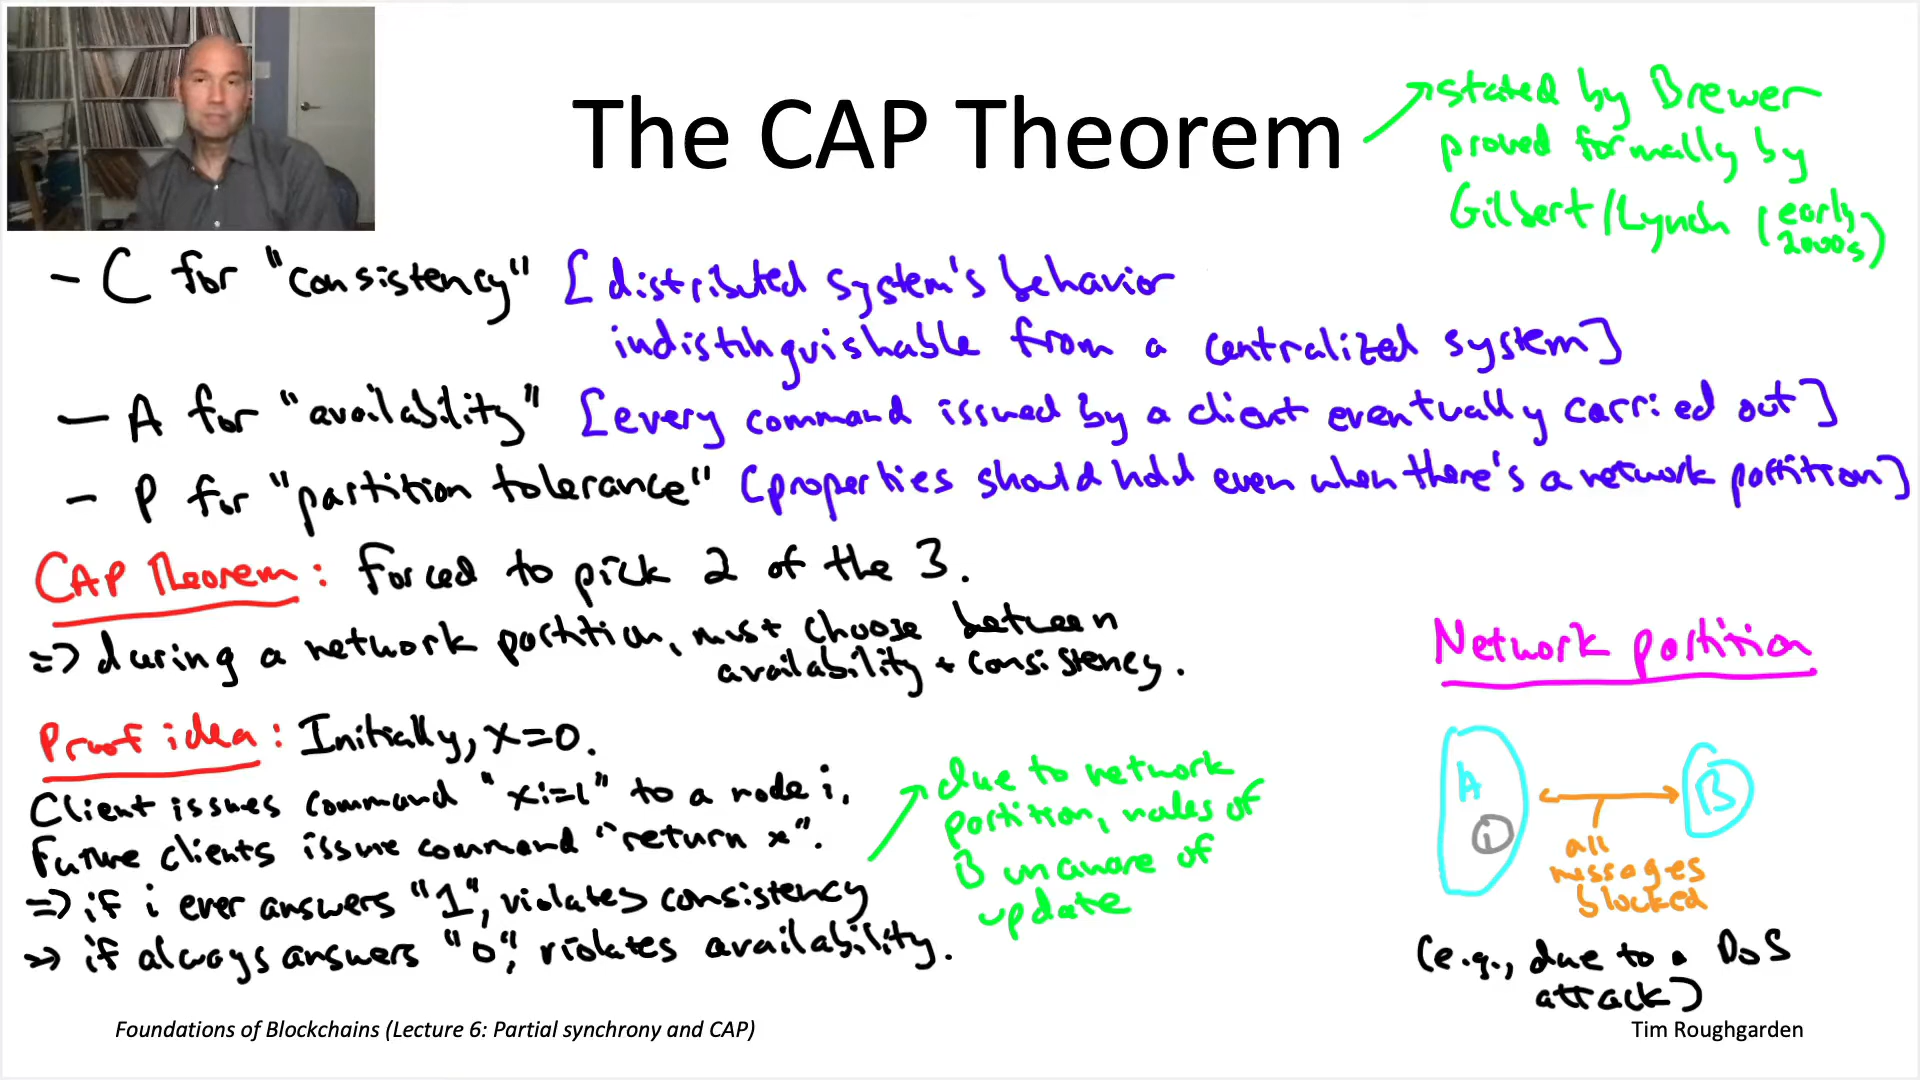 The CAP Theorem
stated by Brewer
proved formally by
Gilbert/Lynch (early 2000s)
- C for "consistency" [distributed system's behavior
indistinguishable from a centralized system]
- A for "availability" [every command issued by a client eventually carried out]
- P for "partition tolerance" [properties should hold even when there's a network partition]
CAP Theorem: Forced to pick 2 of the 3.
=> during a network partition, must choose between
availability + consistency.
Proof idea: Initially, x=0.
Client issues command "x:=1" to a node i.
Future clients issue command "return x".
=> if i ever answers "1", violates consistency
=> if always answers "0", violates availability.
due to network
partition, nodes of
B unaware of
update
Network partition
A
i
B
all
messages
blocked
(e.g., due to a DoS
attack)
Foundations of Blockchains (Lecture 6: Partial synchrony and CAP)
Tim Roughgarden